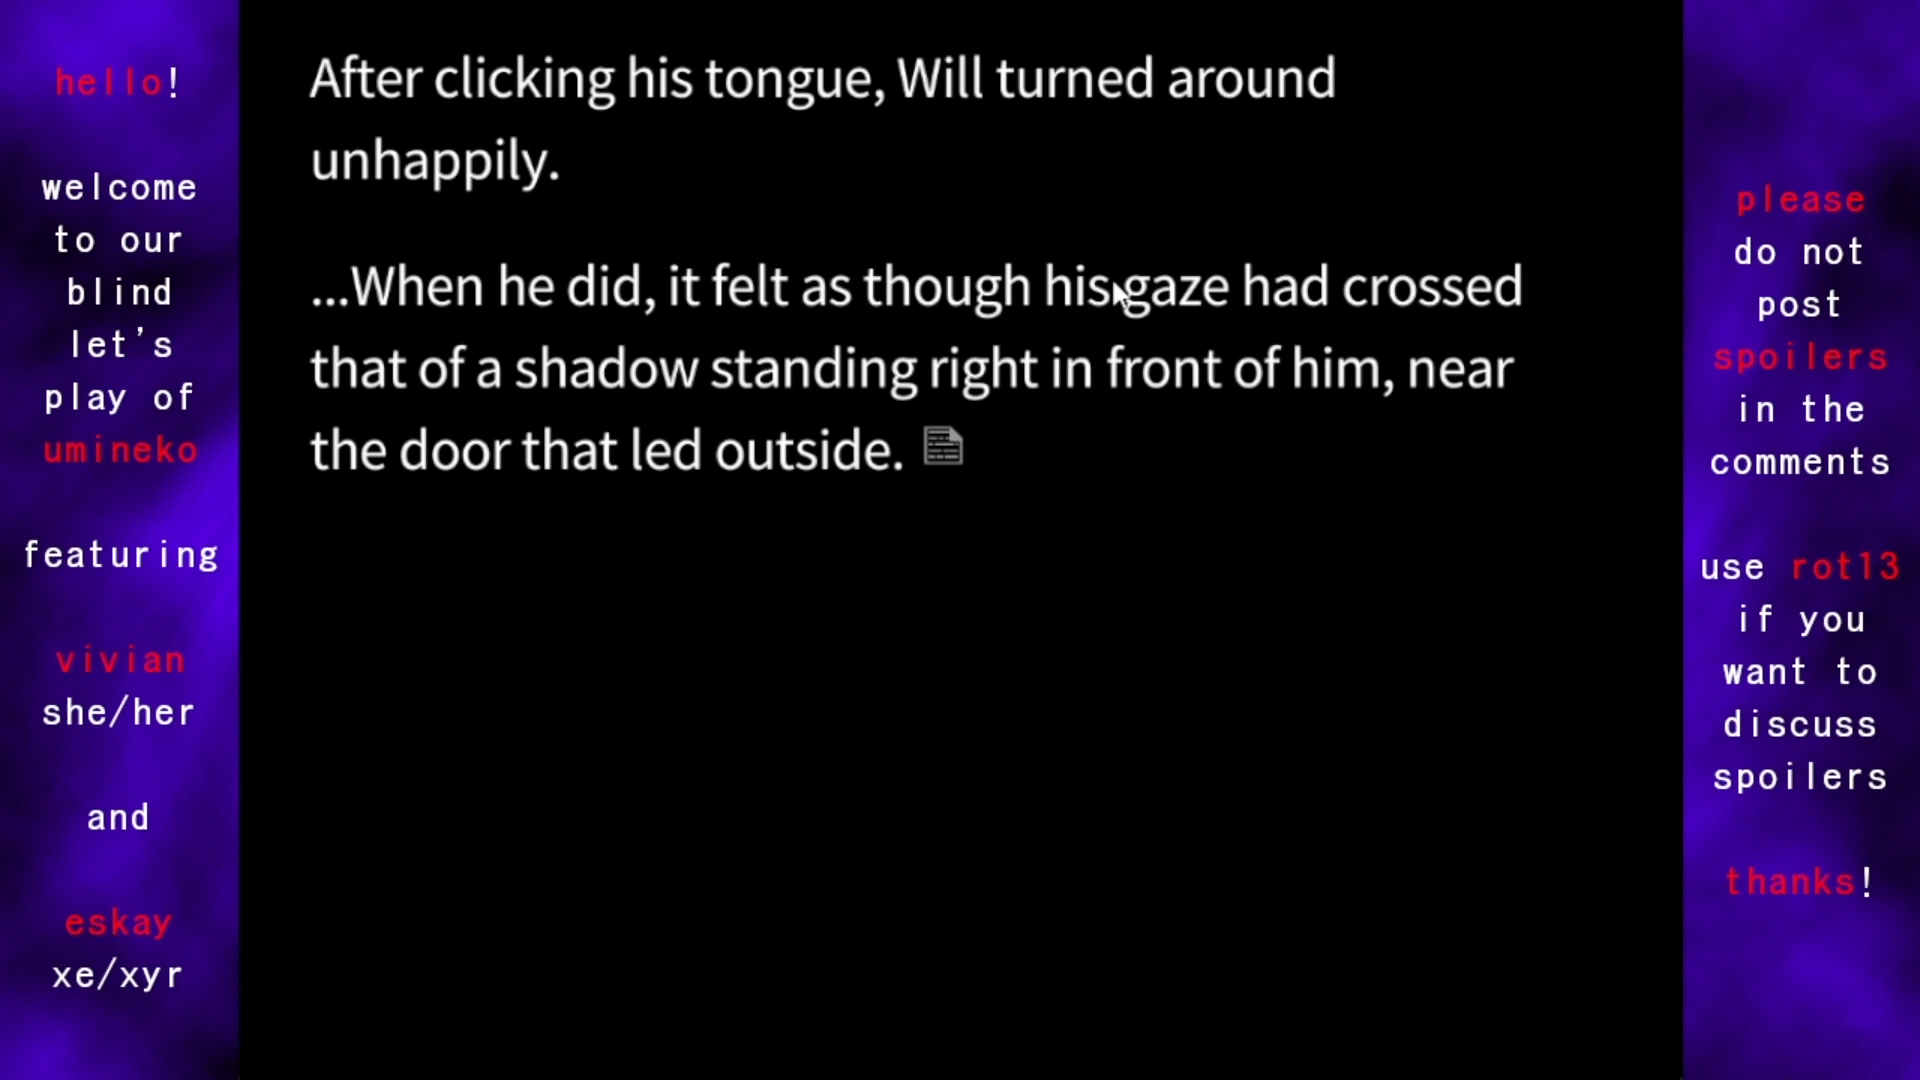 hello!
welcome
to our
blind
let's
play of
umineko
featuring
vivian
she/her
and
eskay
xe/xyr
After clicking his tongue, Will turned around
unhappily.
...When he did, it felt as though his gaze had crossed
that of a shadow standing right in front of him, near
the door that led outside.
please
do not
post
spoilers
in the
comments
use rot13
if you
want to
discuss
spoilers
thanks!